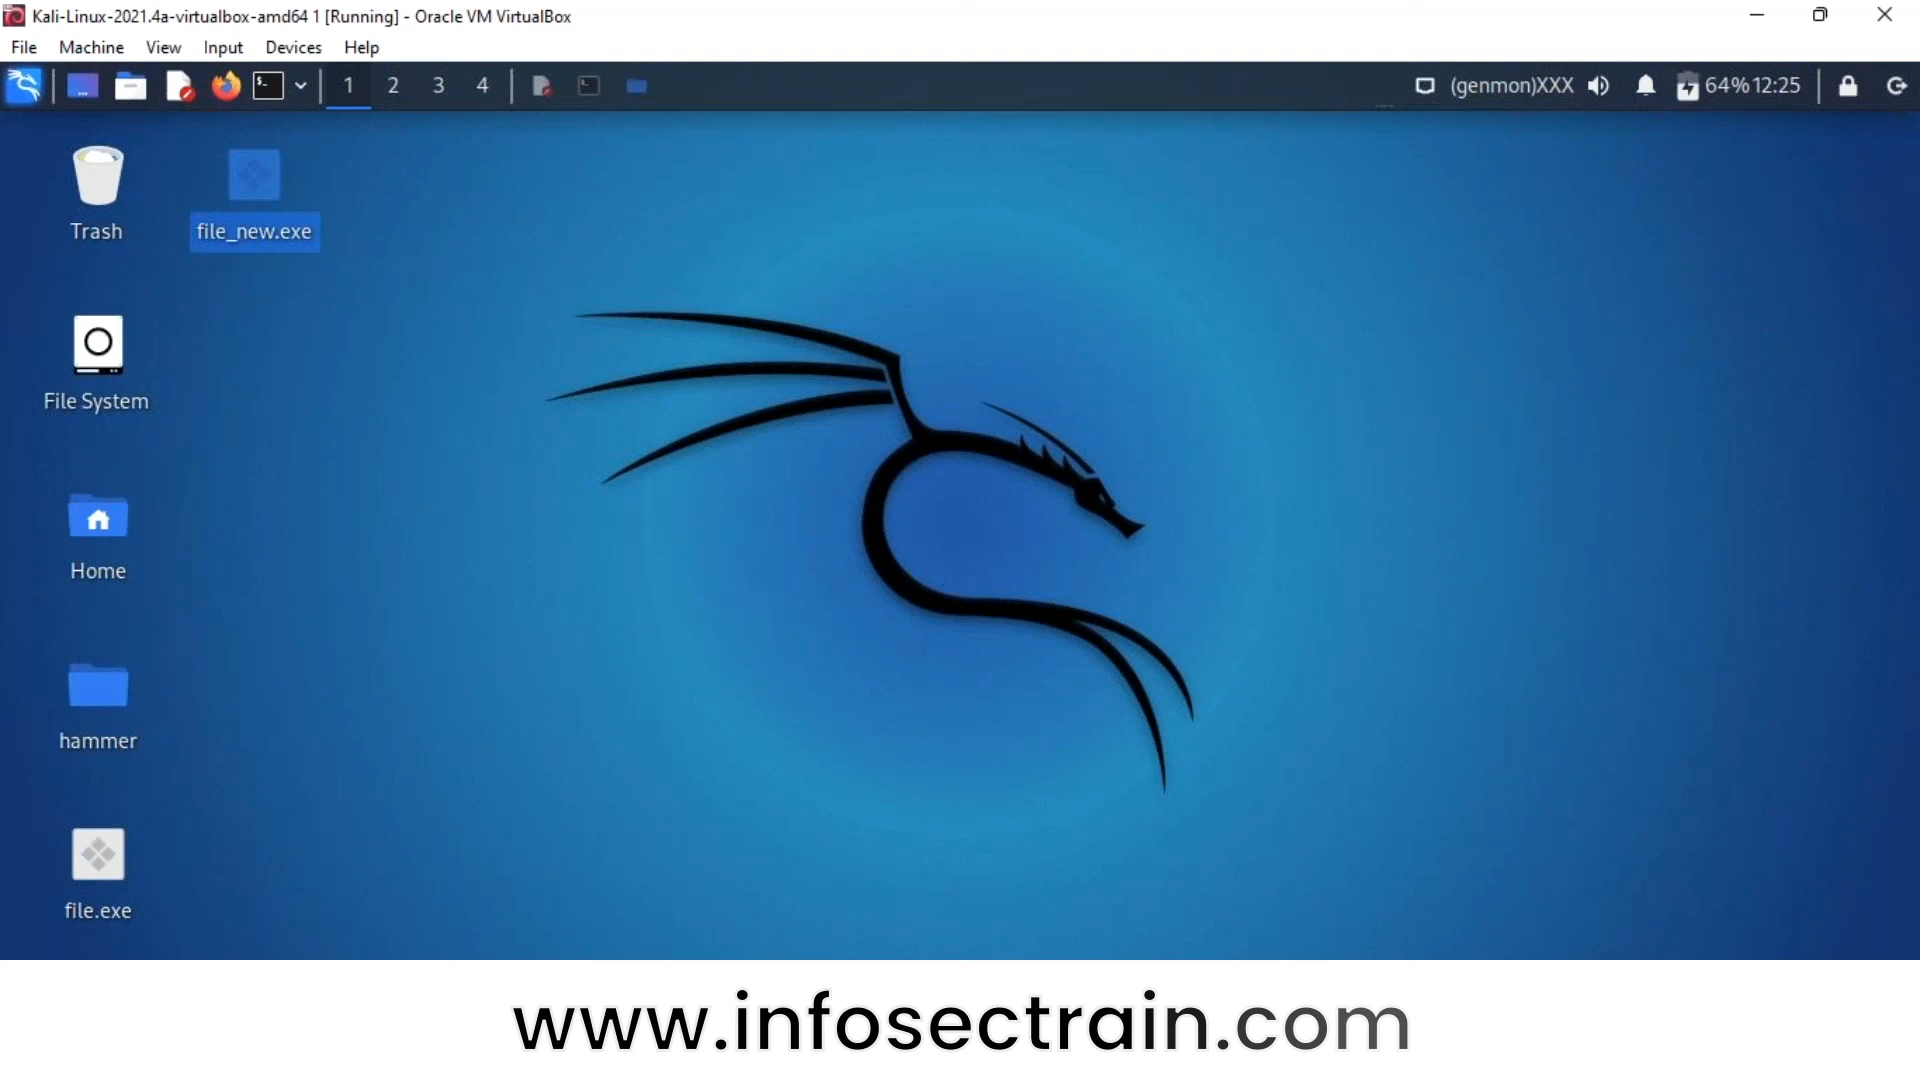 Kali-Linux-2021.4a-virtualbox-amd64 1 [Running] - Oracle VM VirtualBox
File Machine View Input Devices Help
1 2 3 4 (genmon)XXX 64% 12:25
Trash
file_new.exe
File System
Home
hammer
file.exe
www.infosectrain.com